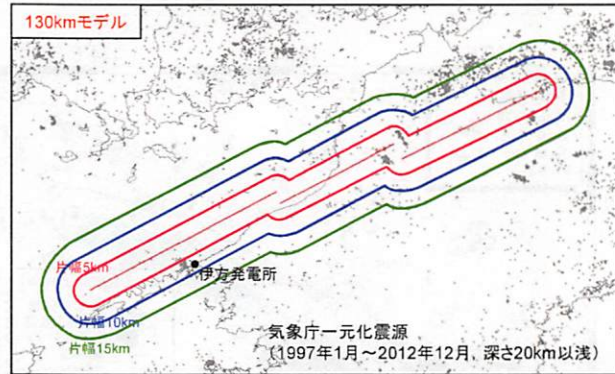 130kmモデル
片幅5km
伊方発電所
片幅10km
片幅15km
気象庁一元化震源
（1997年1月～2012年12月，深さ20km以浅）